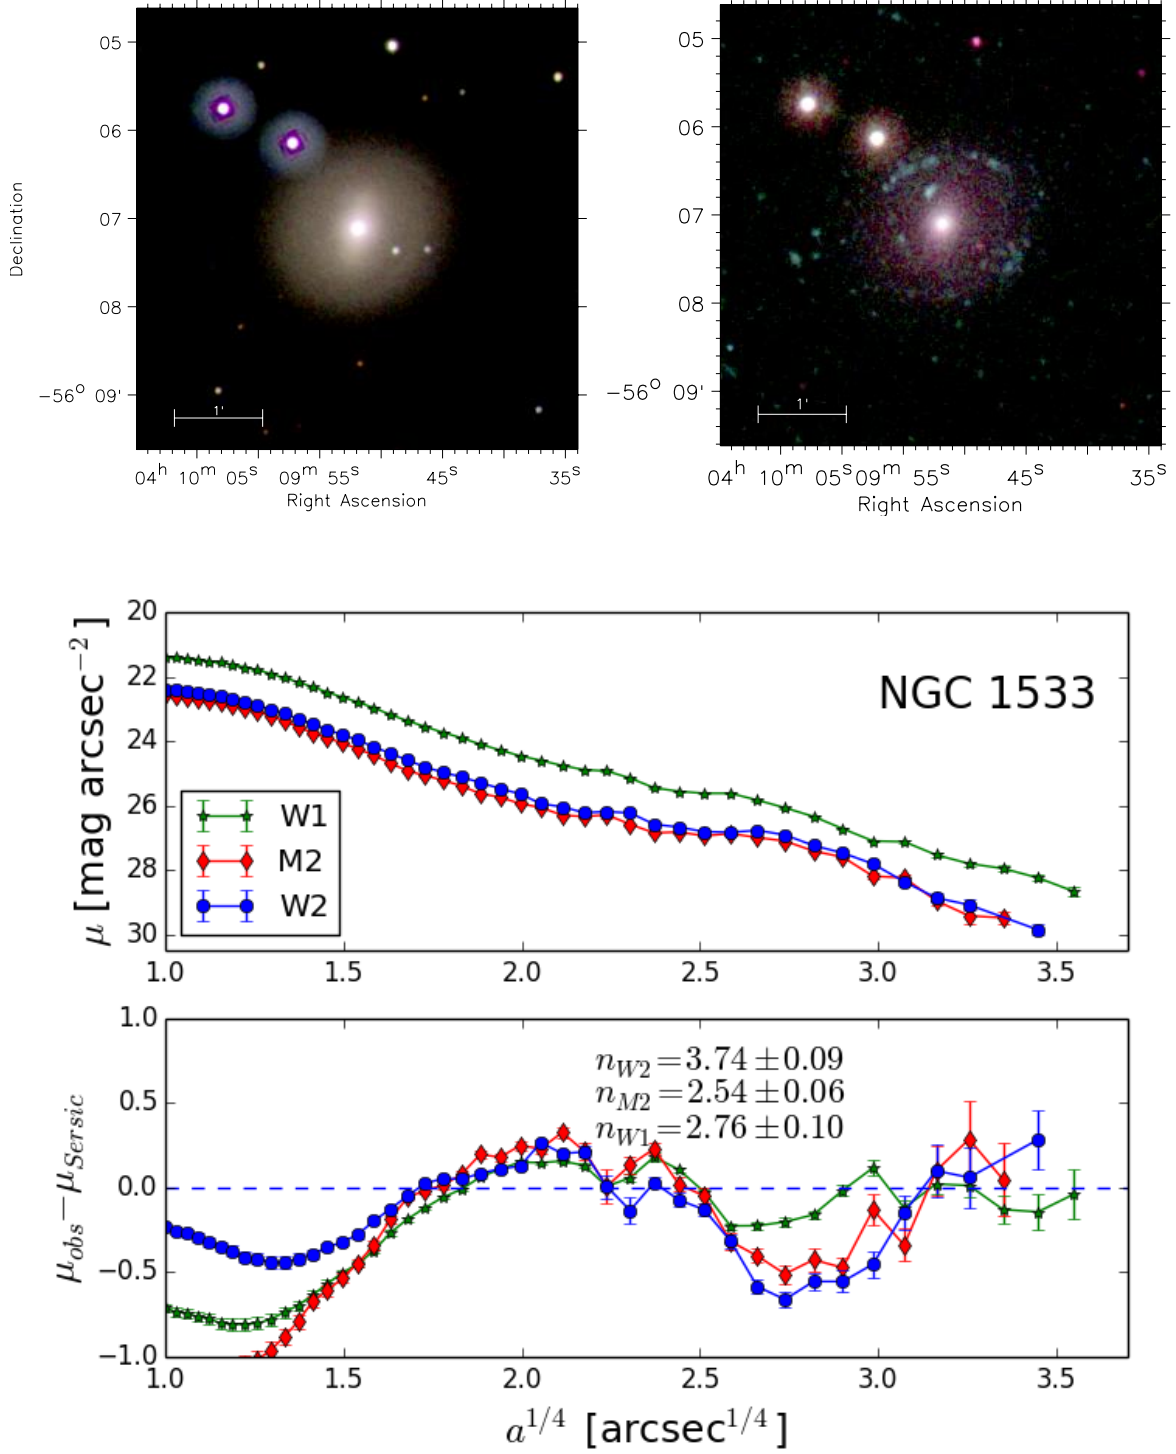 05
06
07
08
−56° 09'
Declination
1'
04h 10m 05s 09m 55s 45s 35s
Right Ascension
05
06
07
08
−56° 09'
1'
04h 10m 05s 09m 55s 45s 35s
Right Ascension
20
22
24
26
28
30
μ [mag arcsec−2]
NGC 1533
W1
M2
W2
1.0 1.5 2.0 2.5 3.0 3.5
1.0
0.5
0.0
−0.5
−1.0
μobs−μSersic
nW2=3.74±0.09
nM2=2.54±0.06
nW1=2.76±0.10
1.0 1.5 2.0 2.5 3.0 3.5
a1/4 [arcsec1/4]